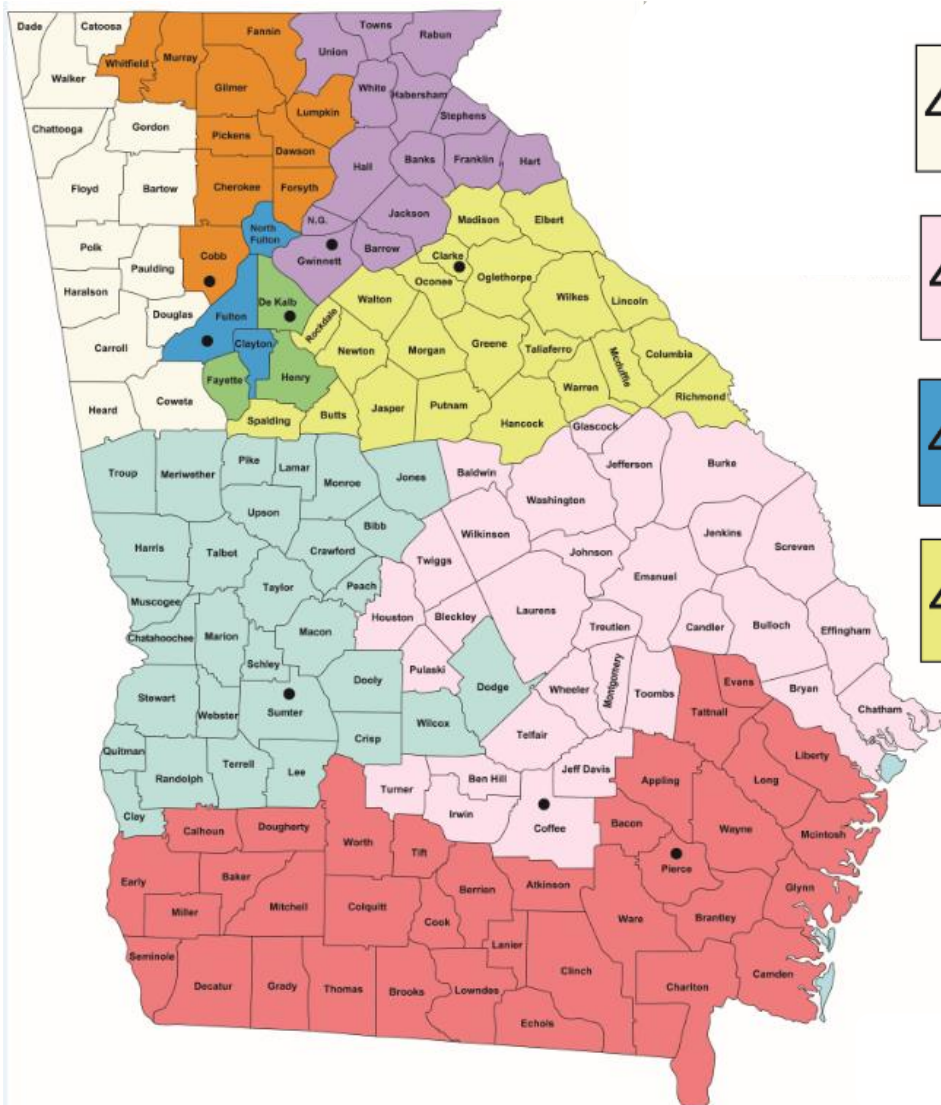 Dade
Catoosa
Fannin
Towns
Rabun
Union
Whitfield
Murray
Walker
Gilmer
White
Habersham
Lumpkin
Stephens
Chattooga
Gordon
Pickens
Dawson
Hall
Banks
Franklin
Hart
Floyd
Bartow
Cherokee
Forsyth
Jackson
Madison
Elbert
N.G.
North
Fulton
Polk
Cobb
Gwinnett
Barrow
Clarke
Paulding
Oconee
Oglethorpe
Haralson
De Kalb
Walton
Wilkes
Lincoln
Douglas
Fulton
Rockdale
Clayton
Newton
Morgan
Greene
Taliaferro
Mcduffie
Columbia
Carroll
Fayette
Henry
Warren
Richmond
Heard
Coweta
Spalding
Butts
Jasper
Putnam
Hancock
Glascock
Troup
Meriwether
Pike
Lamar
Monroe
Jones
Baldwin
Jefferson
Burke
Washington
Upson
Bibb
Wilkinson
Jenkins
Screven
Harris
Talbot
Crawford
Twiggs
Johnson
Emanuel
Taylor
Peach
Muscogee
Houston
Bleckley
Laurens
Chatahoochee
Marion
Macon
Treutlen
Candler
Bulloch
Effingham
Schley
Pulaski
Dooly
Dodge
Wheeler
Montgomery
Toombs
Evans
Bryan
Chatham
Stewart
Webster
Sumter
Wilcox
Tattnall
Crisp
Telfair
Quitman
Randolph
Terrell
Lee
Turner
Ben Hill
Jeff Davis
Appling
Long
Liberty
Clay
Irwin
Coffee
Bacon
Wayne
Mcintosh
Calhoun
Dougherty
Worth
Tift
Pierce
Early
Baker
Berrien
Atkinson
Glynn
Miller
Mitchell
Colquitt
Cook
Ware
Brantley
Lanier
Seminole
Decatur
Grady
Thomas
Brooks
Lowndes
Clinch
Charlton
Camden
Echols